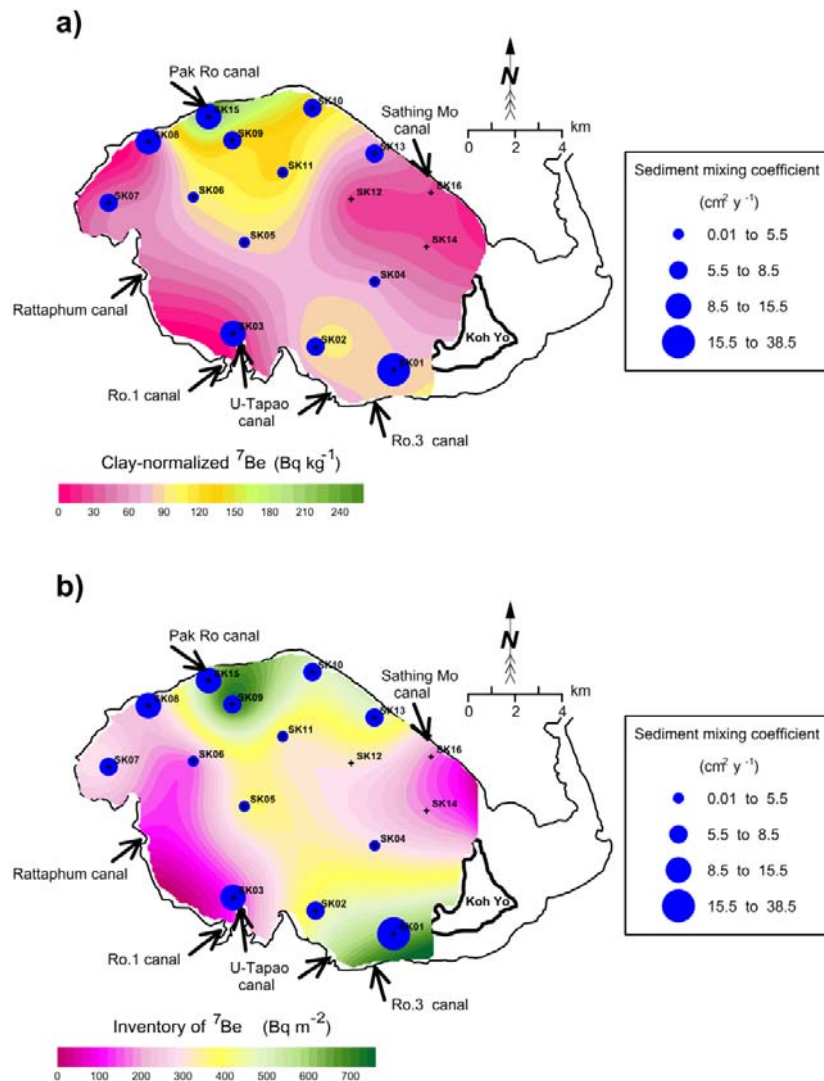 a)
Pak Ro canal
N
SK15
SK10
Sathing Mo
canal
0 2 4
km
SK08
SK09
SK13
SK11
SK16
SK07
SK06
SK12
SK05
SK14
SK04
Rattaphum canal
SK03
SK02
Koh Yo
SK01
Ro.1 canal
U-Tapao
canal
Ro.3 canal
Sediment mixing coefficient
(cm² y⁻¹)
0.01 to 5.5
5.5 to 8.5
8.5 to 15.5
15.5 to 38.5
Clay-normalized ⁷Be (Bq kg⁻¹)
0 30 60 90 120 150 180 210 240
b)
Pak Ro canal
N
SK15
SK10
Sathing Mo
canal
0 2 4
km
SK08
SK09
SK13
SK11
SK16
SK07
SK06
SK12
SK05
SK14
SK04
Rattaphum canal
SK03
SK02
Koh Yo
SK01
Ro.1 canal
U-Tapao
canal
Ro.3 canal
Sediment mixing coefficient
(cm² y⁻¹)
0.01 to 5.5
5.5 to 8.5
8.5 to 15.5
15.5 to 38.5
Inventory of ⁷Be (Bq m⁻²)
0 100 200 300 400 500 600 700